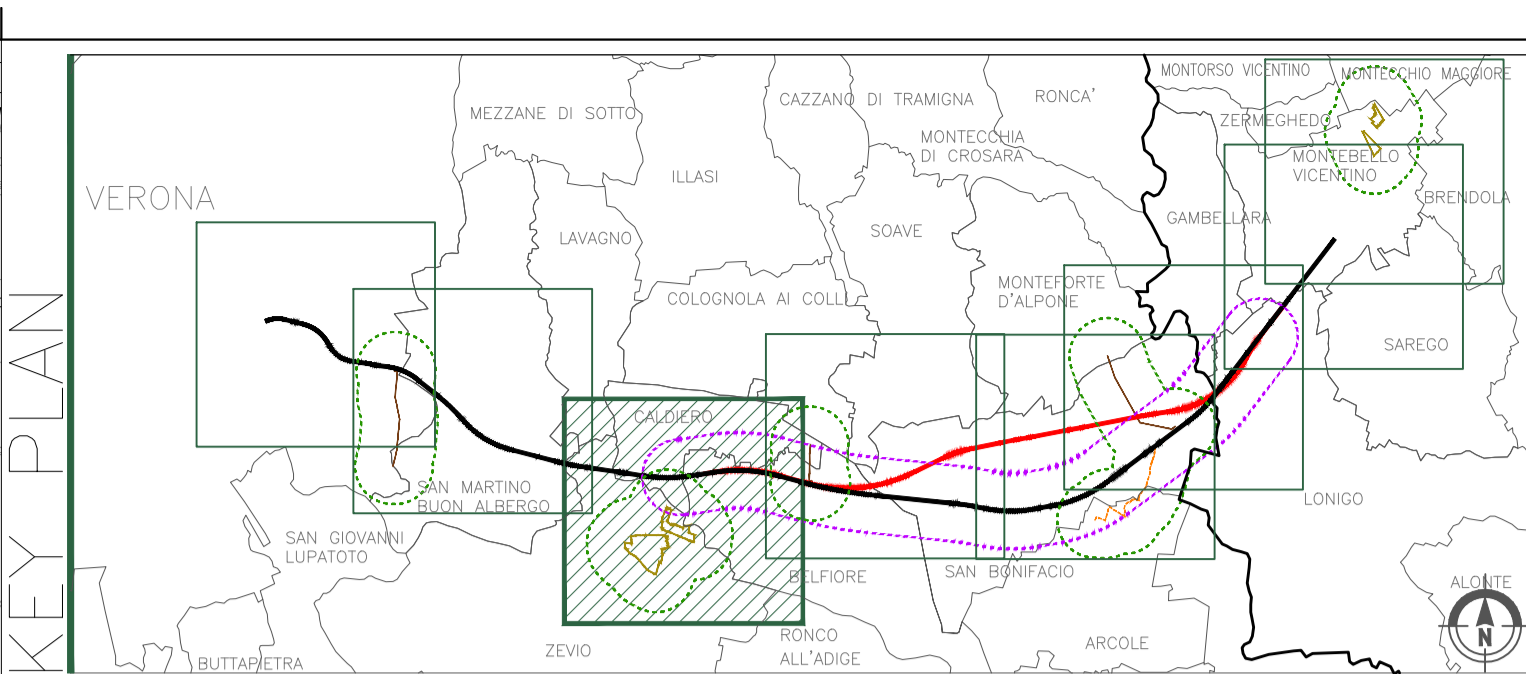 KEY PLAN
MONTORSO VICENTINO
MONTECCHIO MAGGIORE
MEZZANE DI SOTTO
CAZZANO DI TRAMIGNA
RONCA'
ZERMEGHEDO
MONTECCHIA
DI CROSARA
MONTEBELLO
VICENTINO
ILLASI
VERONA
BRENDOLA
GAMBELLARA
LAVAGNO
SOAVE
MONTEFORTE
D'ALPONE
COLOGNOLA AI COLLI
SAREGO
CALDIERO
SAN MARTINO
BUON ALBERGO
LONIGO
SAN GIOVANNI
LUPATOTO
BELFIORE
SAN BONIFACIO
ALONTE
N
ZEVIO
RONCO
ALL'ADIGE
ARCOLE
BUTTAPIETRA